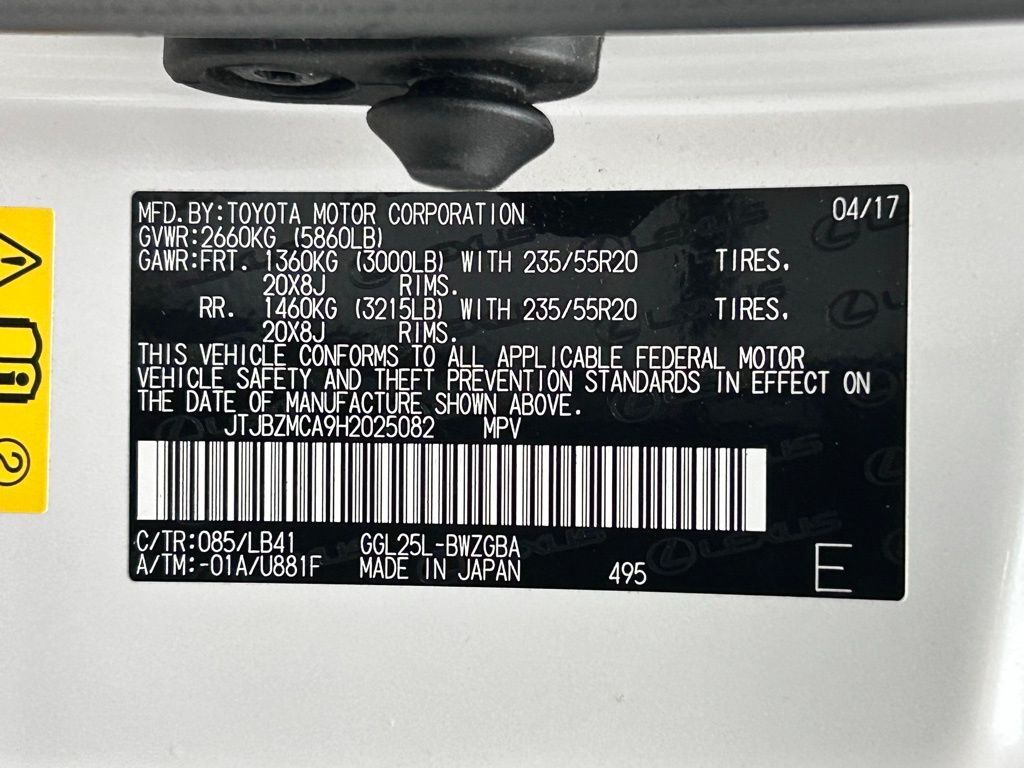 MFD.BY:TOYOTA MOTOR CORPORATION 04/17
GVWR:2660KG (5860LB)
GAWR:FRT. 1360KG (3000LB) WITH 235/55R20 TIRES.
20X8J RIMS.
RR. 1460KG (3215LB) WITH 235/55R20 TIRES.
20X8J RIMS.
THIS VEHICLE CONFORMS TO ALL APPLICABLE FEDERAL MOTOR
VEHICLE SAFETY AND THEFT PREVENTION STANDARDS IN EFFECT ON
THE DATE OF MANUFACTURE SHOWN ABOVE.
JTJBZMCA9H2025082 MPV
C/TR:085/LB41 GGL25L-BWZGBA
A/TM:-01A/U881F MADE IN JAPAN 495 E
LEXUS
2